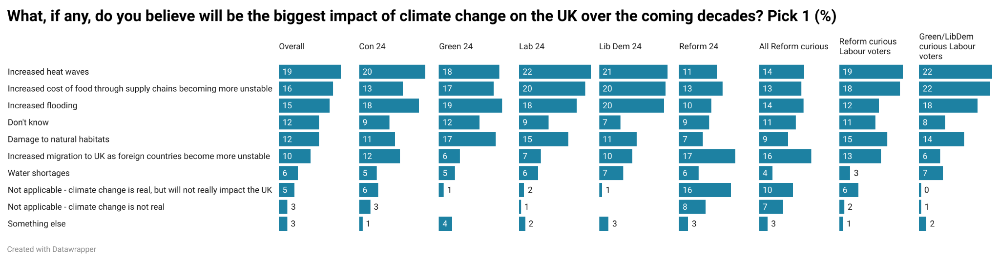 What, if any, do you believe will be the biggest impact of climate change on the UK over the coming decades? Pick 1 (%)
Overall Con 24 Green 24 Lab 24 Lib Dem 24 Reform 24 All Reform curious Reform curious Labour voters Green/LibDem curious Labour voters
Increased heat waves 19 20 18 22 21 11 14 19 22
Increased cost of food through supply chains becoming more unstable 16 13 17 20 20 13 13 18 22
Increased flooding 15 18 19 18 20 10 14 12 18
Don't know 12 9 12 9 7 9 11 11 8
Damage to natural habitats 12 11 17 15 11 7 9 15 14
Increased migration to UK as foreign countries become more unstable 10 12 6 7 10 17 16 13 6
Water shortages 6 5 5 6 7 6 4 3 7
Not applicable - climate change is real, but will not really impact the UK 5 6 1 2 1 16 10 6 0
Not applicable - climate change is not real 3 3 1 8 7 2 1
Something else 3 1 4 2 3 3 3 1 2
Created with Datawrapper